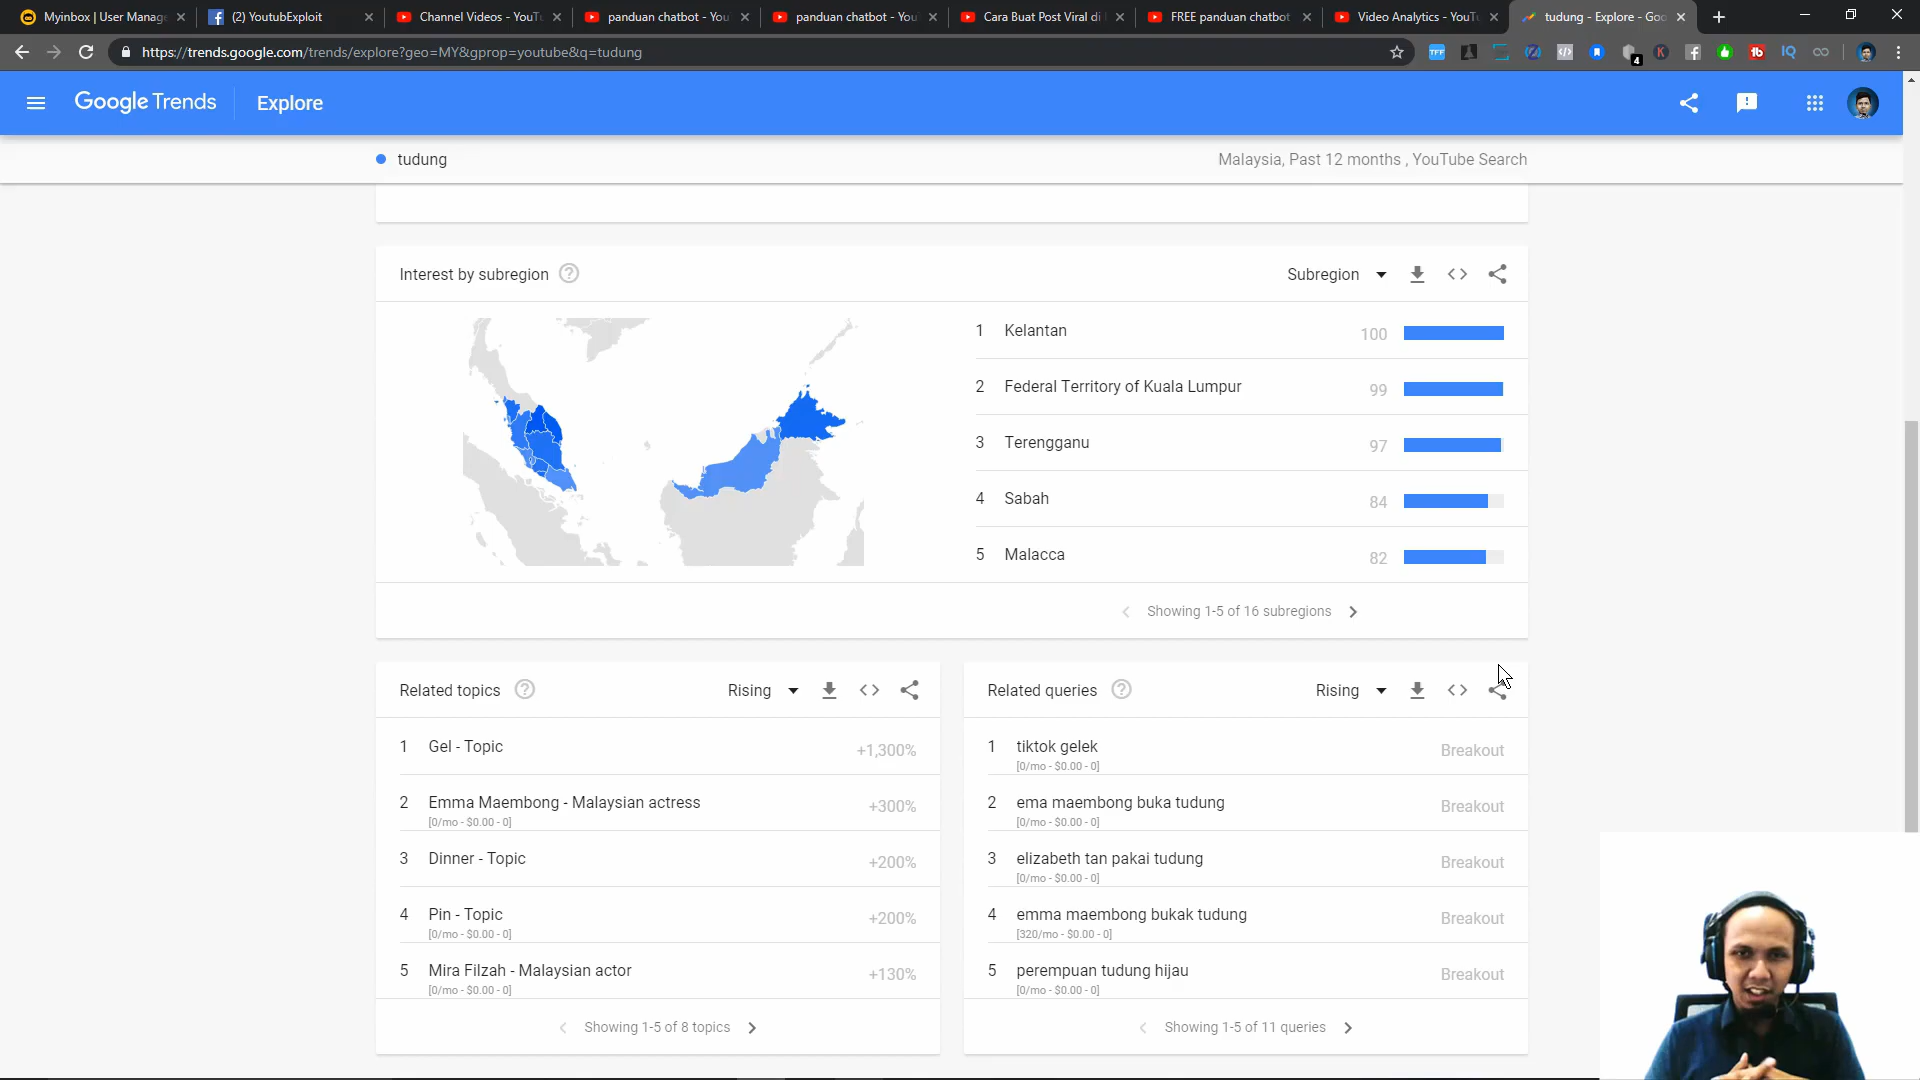 Myinbox | User Manage
(2) YoutubExploit
Channel Videos - YouTu
panduan chatbot - You
panduan chatbot - You
Cara Buat Post Viral di
FREE panduan chatbot
Video Analytics - YouTu
tudung - Explore - Goo
https://trends.google.com/trends/explore?geo=MY&gprop=youtube&q=tudung
Google Trends
Explore
tudung
Malaysia, Past 12 months , YouTube Search
Interest by subregion
Subregion
1 Kelantan 100
2 Federal Territory of Kuala Lumpur 99
3 Terengganu 97
4 Sabah 84
5 Malacca 82
Showing 1-5 of 16 subregions
Related topics
Rising
1 Gel - Topic +1,300%
2 Emma Maembong - Malaysian actress +300%
[0/mo - $0.00 - 0]
3 Dinner - Topic +200%
4 Pin - Topic +200%
[0/mo - $0.00 - 0]
5 Mira Filzah - Malaysian actor +130%
[0/mo - $0.00 - 0]
Showing 1-5 of 8 topics
Related queries
Rising
1 tiktok gelek Breakout
[0/mo - $0.00 - 0]
2 ema maembong buka tudung Breakout
[0/mo - $0.00 - 0]
3 elizabeth tan pakai tudung Breakout
[0/mo - $0.00 - 0]
4 emma maembong bukak tudung Breakout
[320/mo - $0.00 - 0]
5 perempuan tudung hijau Breakout
[0/mo - $0.00 - 0]
Showing 1-5 of 11 queries